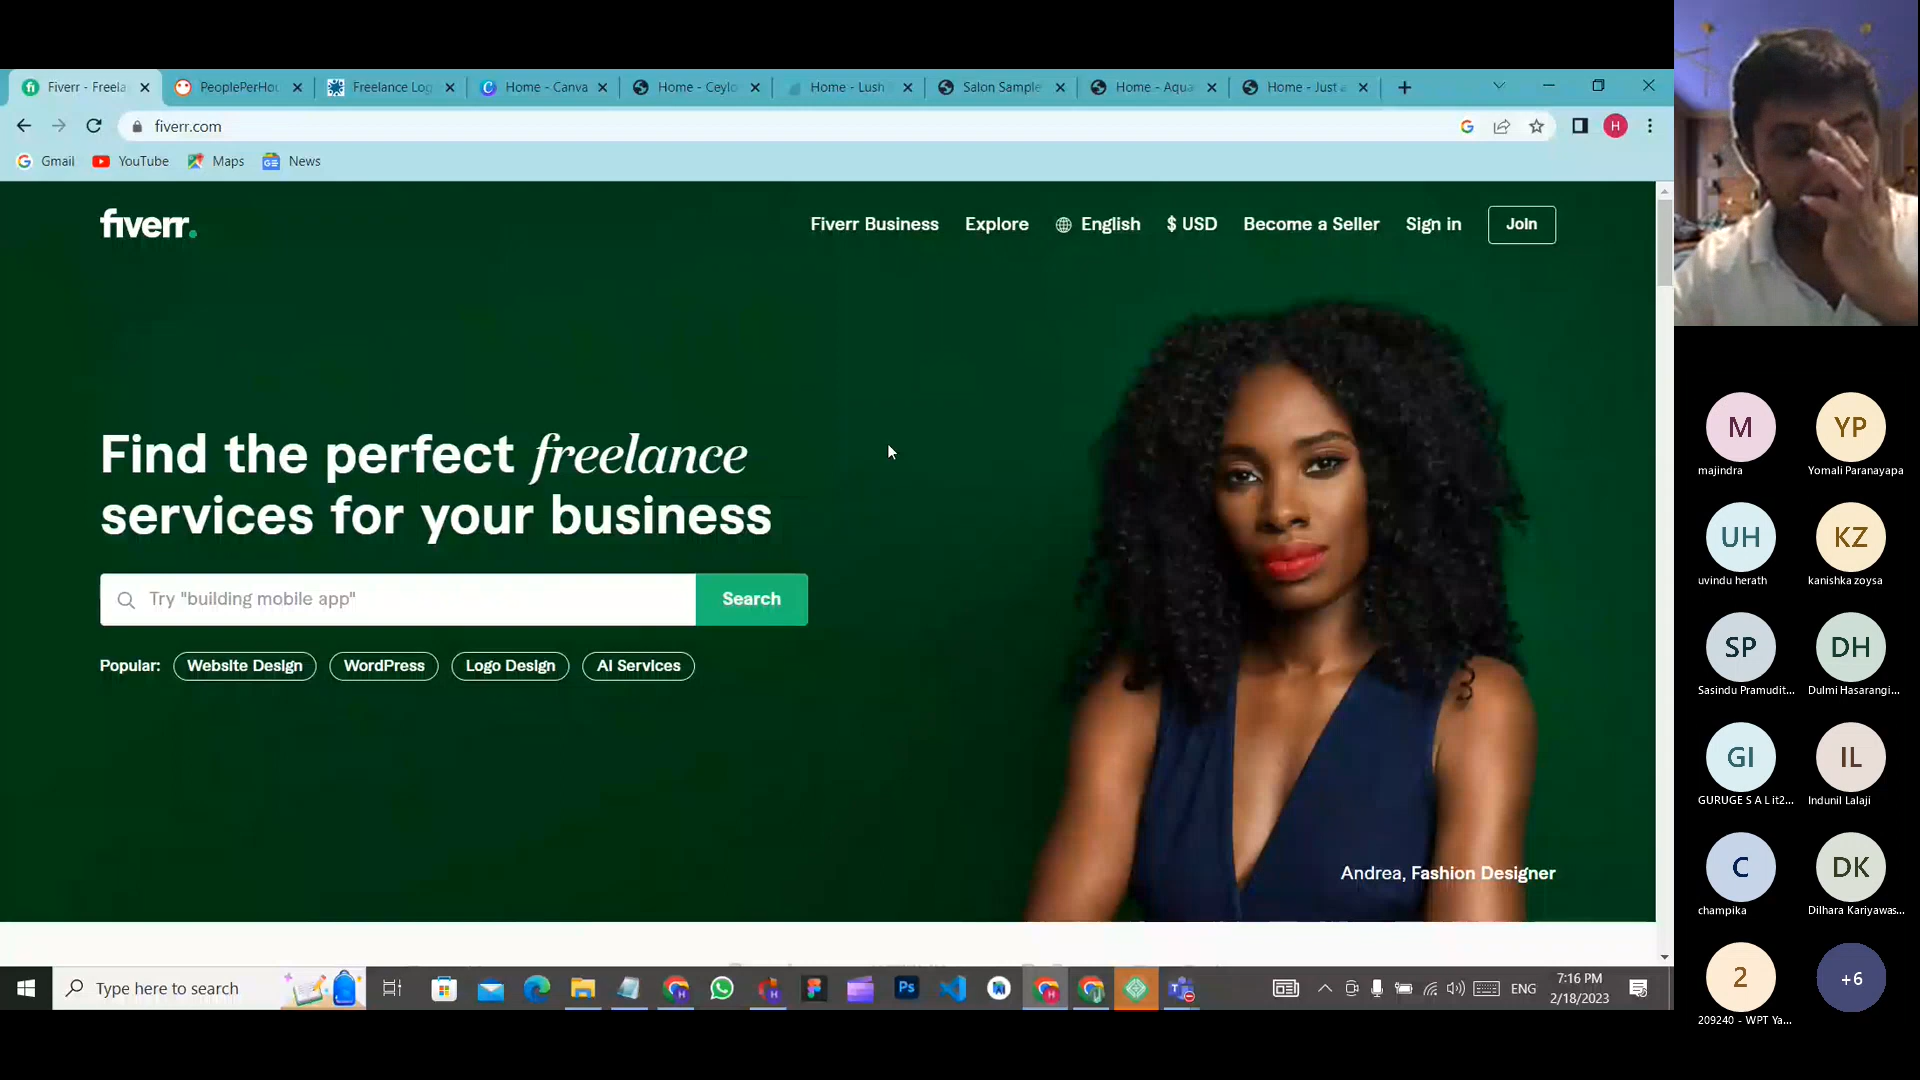 Fiverr - Freela
PeoplePerHou
Freelance Log
Home - Canva
Home - Ceylo
Home - Lush
Salon Sample
Home - Aqua
Home - Just a
fiverr.com
H
Gmail
YouTube
Maps
News
fiverr.
Fiverr Business
Explore
English
$ USD
Become a Seller
Sign in
Join
Find the perfect freelance
services for your business
Try "building mobile app"
Search
Popular:
Website Design
WordPress
Logo Design
AI Services
Andrea, Fashion Designer
Type here to search
ENG
7:16 PM
2/18/2023
M
majindra
YP
Yomali Paranayapa
UH
uvindu herath
KZ
kanishka zoysa
SP
Sasindu Pramudit...
DH
Dulmi Hasarangi...
GI
GURUGE S A L it2...
IL
Indunil Lalaji
C
champika
DK
Dilhara Kariyawas...
2
209240 - WPT Ya...
+6